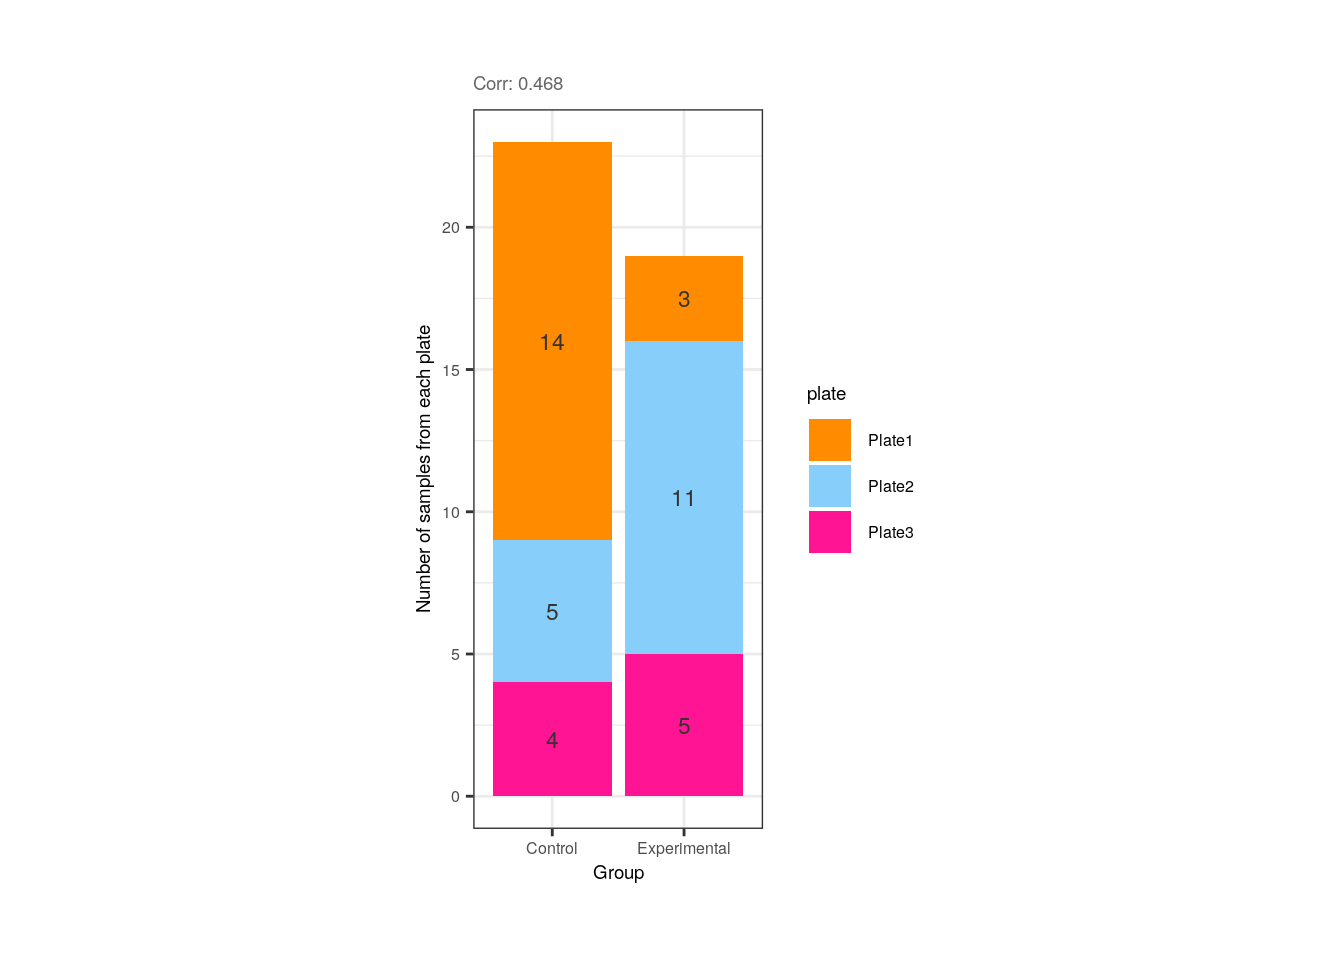 Corr: 0.468
Number of samples from each plate
20
15
10
5
0
14
5
4
3
11
5
Control
Experimental
Group
plate
Plate1
Plate2
Plate3